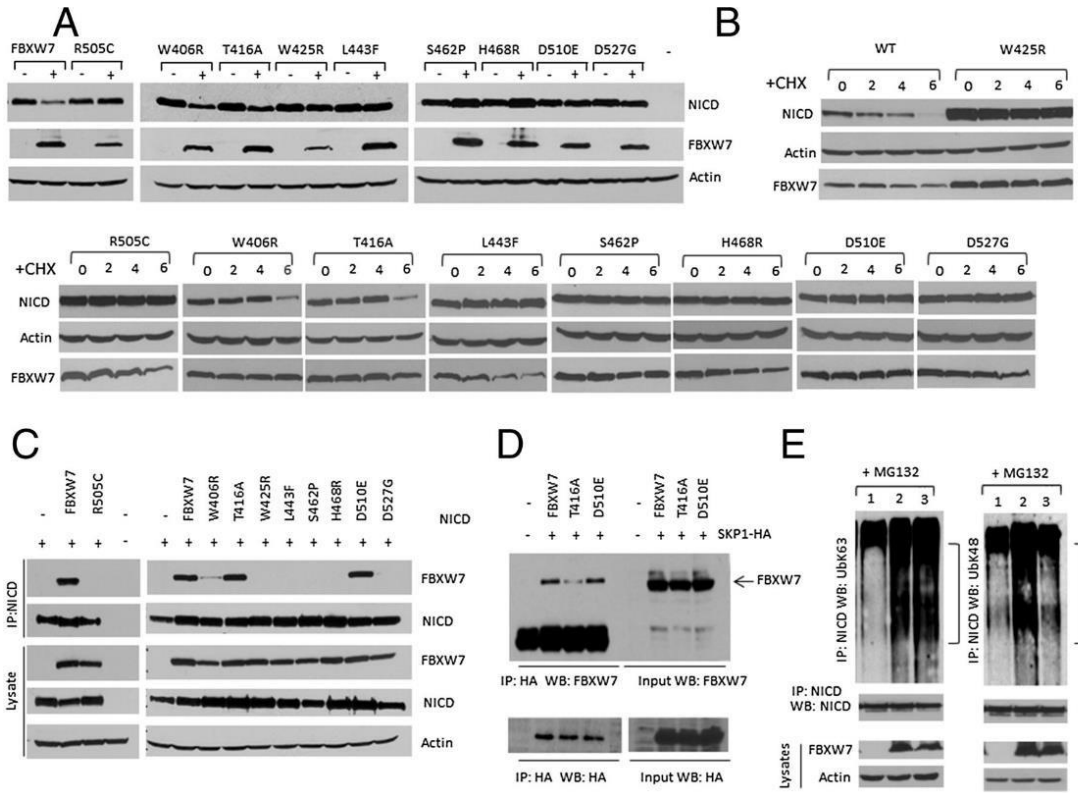 A
FBXW7 R505C W406R T416A W425R L443F S462P H468R D510E D527G -
- + - + - + - + - + - + - + - + - + - +
NICD
FBXW7
Actin
B
WT W425R
+CHX 0 2 4 6 0 2 4 6
NICD
Actin
FBXW7
R505C W406R T416A L443F S462P H468R D510E D527G
+CHX 0 2 4 6 0 2 4 6 0 2 4 6 0 2 4 6 0 2 4 6 0 2 4 6 0 2 4 6 0 2 4 6
NICD
Actin
FBXW7
C
- FBXW7 R505C - - FBXW7 W406R T416A W425R L443F S462P H468R D510E D527G
NICD
+ + + - + + + + + + + + + +
IP:NICD
FBXW7
NICD
Lysate
FBXW7
NICD
Actin
D
- FBXW7 T416A D510E - FBXW7 T416A D510E
- + + + - + + + SKP1-HA
FBXW7
IP: HA WB: FBXW7 Input WB: FBXW7
IP: HA WB: HA Input WB: HA
E
+ MG132 + MG132
1 2 3 1 2 3
IP: NICD WB: UbK63
IP: NICD WB: UbK48
IP: NICD
WB: NICD
Lysates
FBXW7
Actin